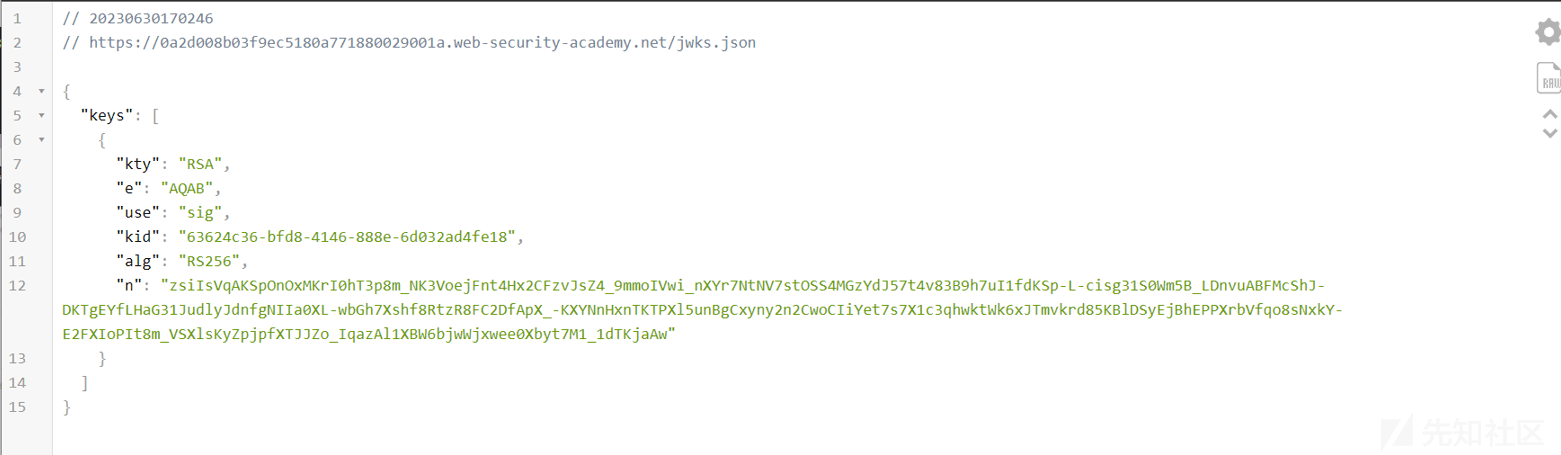 1 // 20230630170246
2 // https://0a2d008b03f9ec5180a771880029001a.web-security-academy.net/jwks.json
3
4 {
5 "keys": [
6 {
7 "kty": "RSA",
8 "e": "AQAB",
9 "use": "sig",
10 "kid": "63624c36-bfd8-4146-888e-6d032ad4fe18",
11 "alg": "RS256",
12 "n": "zsiIsVqAKSpOnOxMKrI0hT3p8m_NK3VoejFnt4Hx2CFzvJsZ4_9mmoIVwi_nXYr7NtNV7stOSS4MGzYdJ57t4v83B9h7uI1fdKSp-L-cisg31S0Wm5B_LDnvuABFMcShJ-
DKTgEYfLHaG31JudlyJdnfgNIIa0XL-wbGh7Xshf8RtzR8FC2DfApX_-KXYNnHxnTKTPXl5unBgCxyny2n2CwoCIiYet7s7X1c3qhwktWk6xJTmvkrd85KBlDSyEjBhEPPXrbVfqo8sNxkY-
E2FXIoPIt8m_VSXlsKyZpjpfXTJJZo_IqazAl1XBW6bjwWjxwee0Xbyt7M1_1dTKjaAw"
13 }
14 ]
15 }
RAW
先知社区